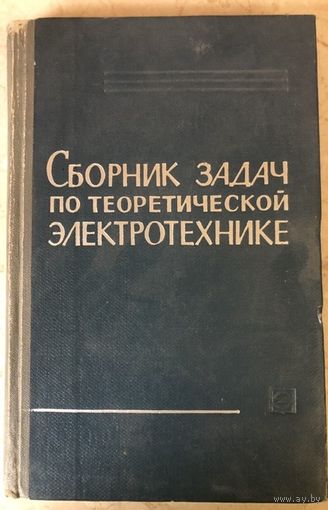 Сборник задач
по теоретической
электротехнике
www.ay.by